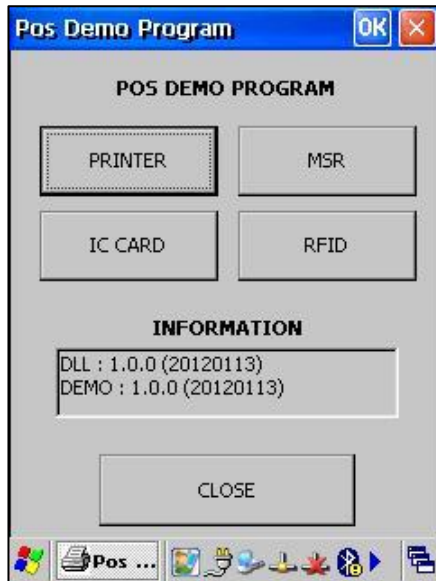 Pos Demo Program OK
POS DEMO PROGRAM
PRINTER MSR
IC CARD RFID
INFORMATION
DLL : 1.0.0 (20120113)
DEMO : 1.0.0 (20120113)
CLOSE
Pos ...